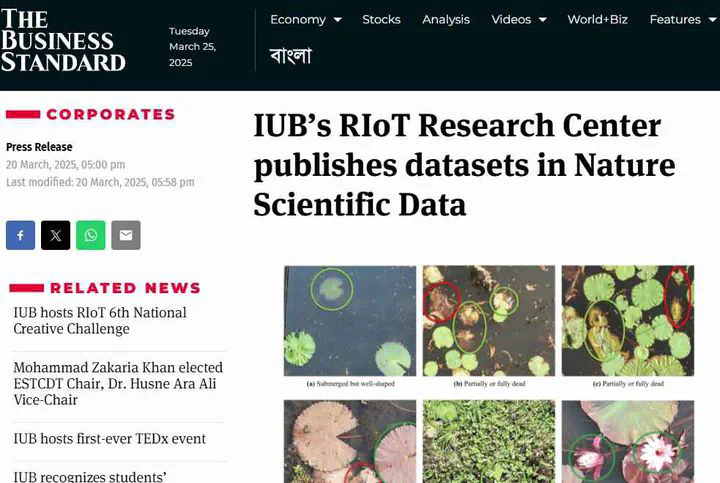 THE
BUSINESS
STANDARD
Tuesday
March 25,
2025
Economy Stocks Analysis Videos World+Biz Features
বাংলা
CORPORATES
Press Release
20 March, 2025, 05:00 pm
Last modified: 20 March, 2025, 05:58 pm
RELATED NEWS
IUB hosts RIoT 6th National
Creative Challenge
Mohammad Zakaria Khan elected
ESTCDT Chair, Dr. Husne Ara Ali
Vice-Chair
IUB hosts first-ever TEDx event
IUB recognizes students'
IUB’s RIoT Research Center
publishes datasets in Nature
Scientific Data
(a) Submerged but well-shaped
(b) Partially or fully dead
(c) Partially or fully dead